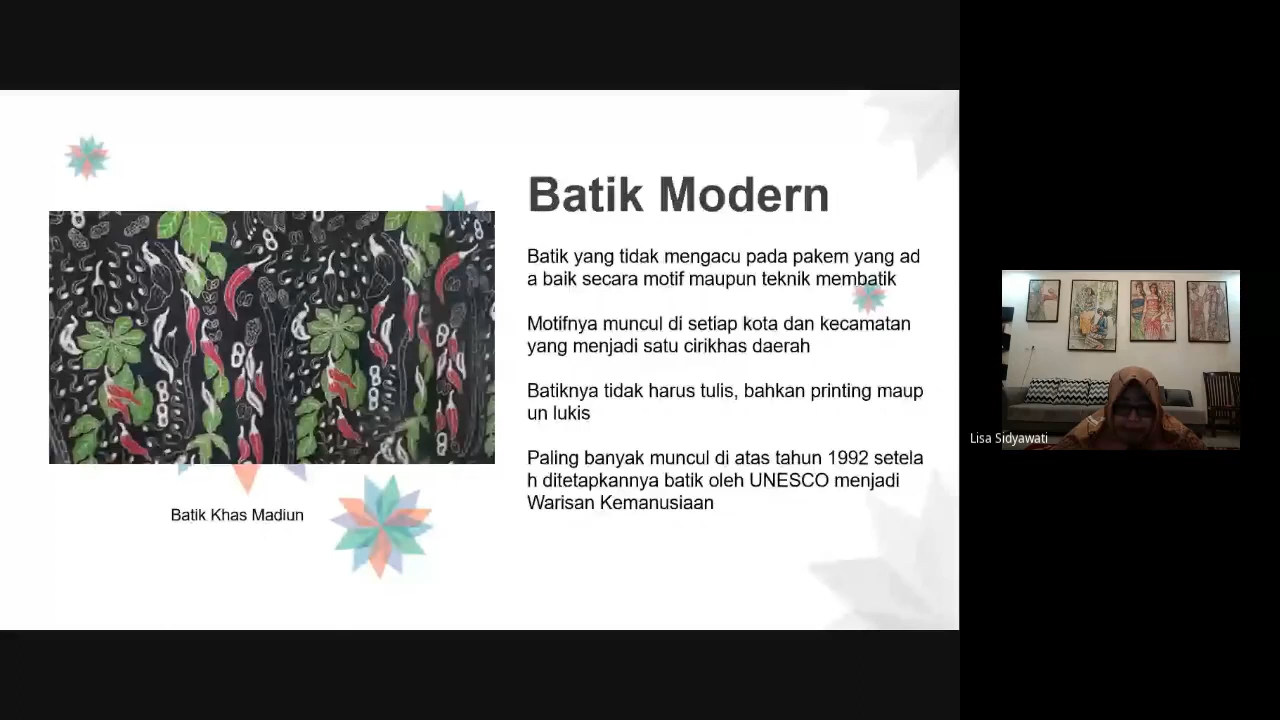 Batik Modern
Batik yang tidak mengacu pada pakem yang ad
a baik secara motif maupun teknik membatik
Motifnya muncul di setiap kota dan kecamatan
yang menjadi satu cirikhas daerah
Batiknya tidak harus tulis, bahkan printing maup
un lukis
Paling banyak muncul di atas tahun 1992 setela
h ditetapkannya batik oleh UNESCO menjadi
Warisan Kemanusiaan
Batik Khas Madiun
Lisa Sidyawati